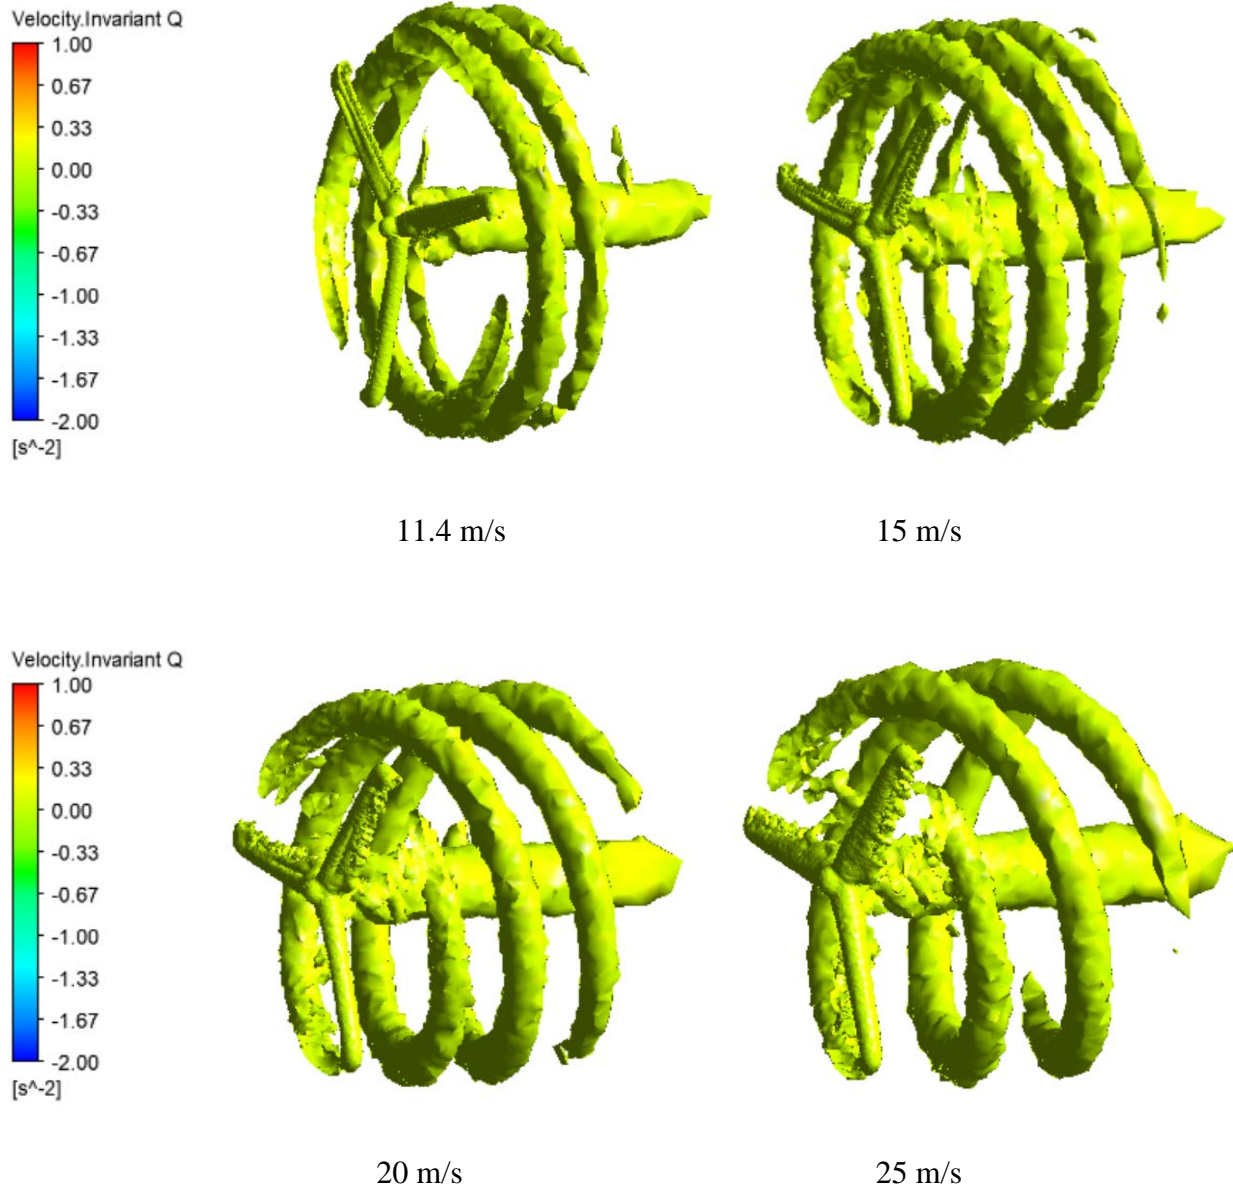 Velocity.Invariant Q
1.00
0.67
0.33
0.00
-0.33
-0.67
-1.00
-1.33
-1.67
-2.00
[s^-2]
11.4 m/s
15 m/s
Velocity.Invariant Q
1.00
0.67
0.33
0.00
-0.33
-0.67
-1.00
-1.33
-1.67
-2.00
[s^-2]
20 m/s
25 m/s